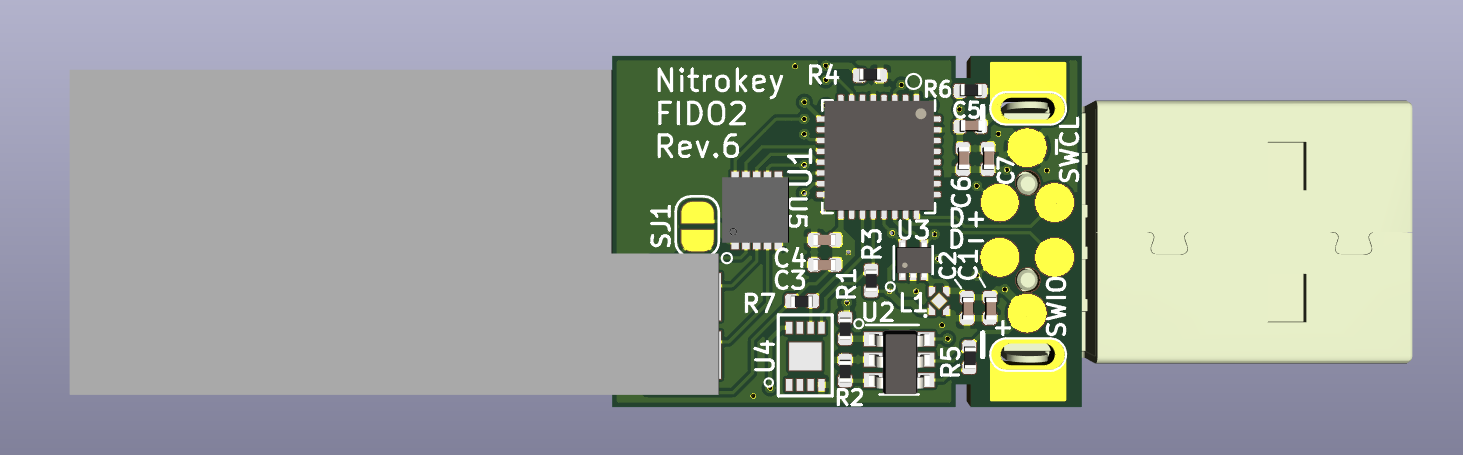 Nitrokey
FIDO2
Rev.6
R4
R6
C5
SWCL
U1
C7
C6
U5
SJ1
D+
D-
U3
R3
C4
C3
C2
C1
R1
R7
L1
U2
SWIO
+
U4
R5
R2